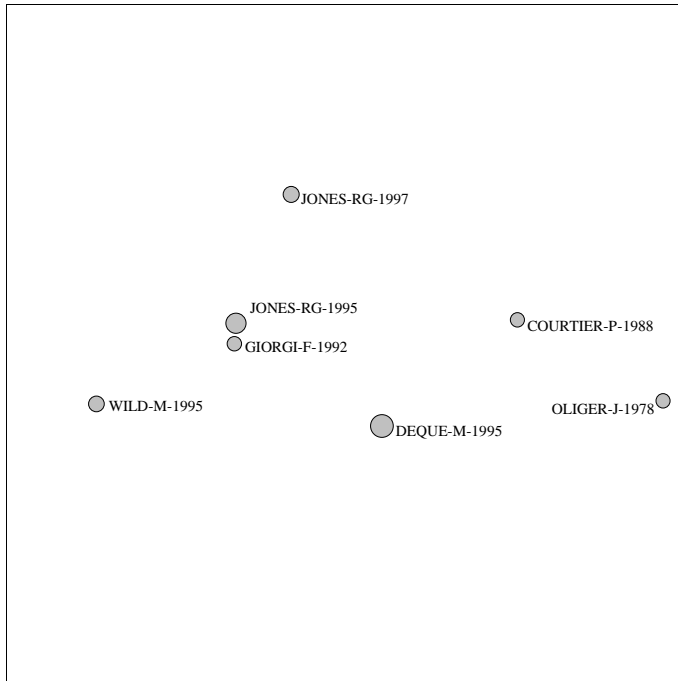 JONES-RG-1997
JONES-RG-1995
COURTIER-P-1988
GIORGI-F-1992
WILD-M-1995
OLIGER-J-1978
DEQUE-M-1995